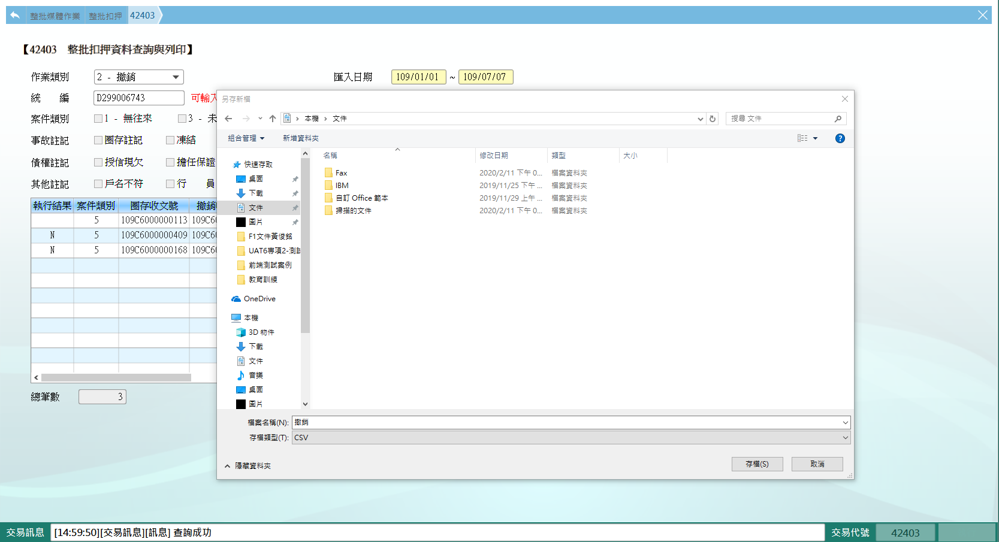 整批媒體作業 整批扣押 42403
【42403 整批扣押資料查詢與列印】
作業類別 2 - 撤銷 匯入日期 109/01/01 ~ 109/07/07
統 編 D299006743 可輸入
案件類別 1 - 無往來 3 - 未
事故註記 圈存註記 凍結
債權註記 授信現欠 擔任保證
其他註記 戶名不符 行 員
執行結果 案件類別 圈存收文號 撤銷
5 109C6000000113 109C60
N 5 109C6000000409 109C60
N 5 109C6000000168 109C60
總筆數 3
另存新檔
本機 文件 搜尋 文件
組合管理 新增資料夾
快速存取
桌面
下載
文件
圖片
F1文件黃俊銘
UAT6專項2-測試
前端測試案例
教育訓練
OneDrive
本機
3D 物件
下載
文件
音樂
桌面
圖片
名稱 修改日期 類型 大小
Fax 2020/2/11 下午 0... 檔案資料夾
IBM 2019/11/25 下午 ... 檔案資料夾
自訂 Office 範本 2019/11/29 上午 ... 檔案資料夾
掃描的文件 2020/2/11 下午 0... 檔案資料夾
檔案名稱(N): 撤銷
存檔類型(T): CSV
隱藏資料夾 存檔(S) 取消
交易訊息 [14:59:50][交易訊息][訊息] 查詢成功 交易代號 42403